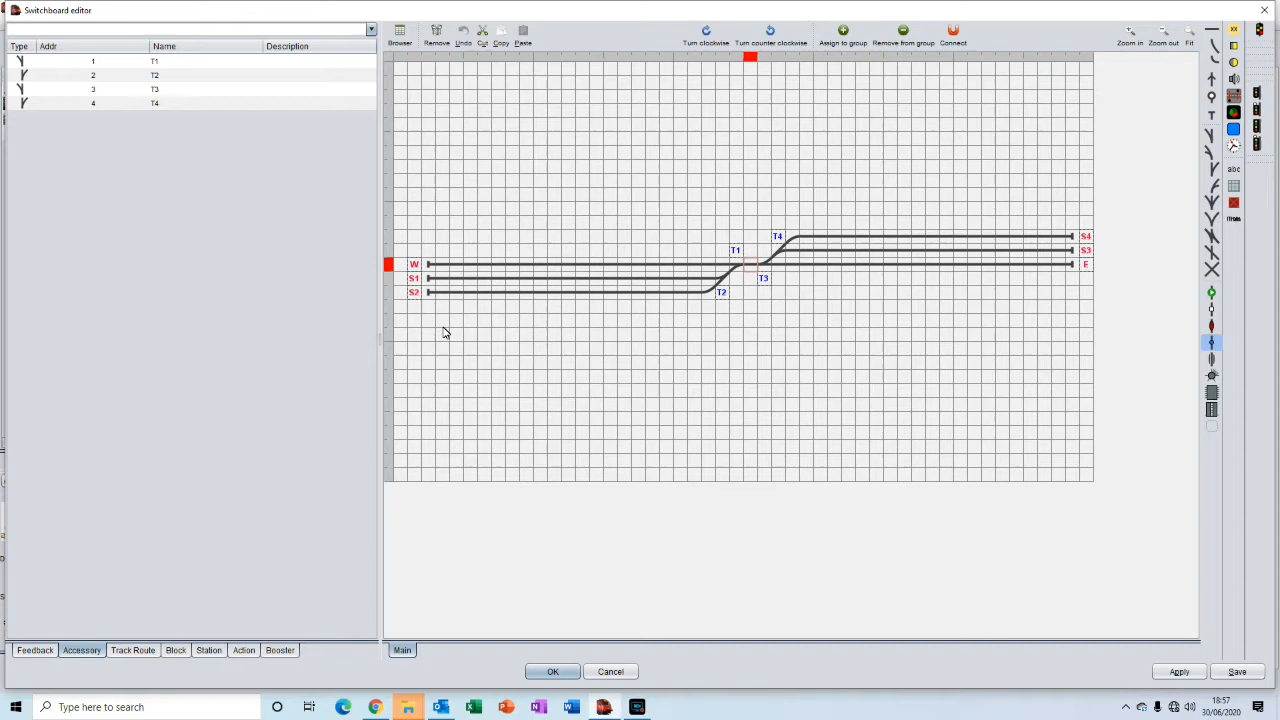 Switchboard editor
Browser Remove Undo Cut Copy Paste Turn clockwise Turn counter clockwise Assign to group Remove from group Connect Zoom in Zoom out Fit
Type Addr Name Description
1 T1
2 T2
3 T3
4 T4
T4 S4
T1 S3
W E
S1 T3
S2 T2
abc
Feedback Accessory Track Route Block Station Action Booster Main
OK Cancel Apply Save
Type here to search
18:57
30/06/2020